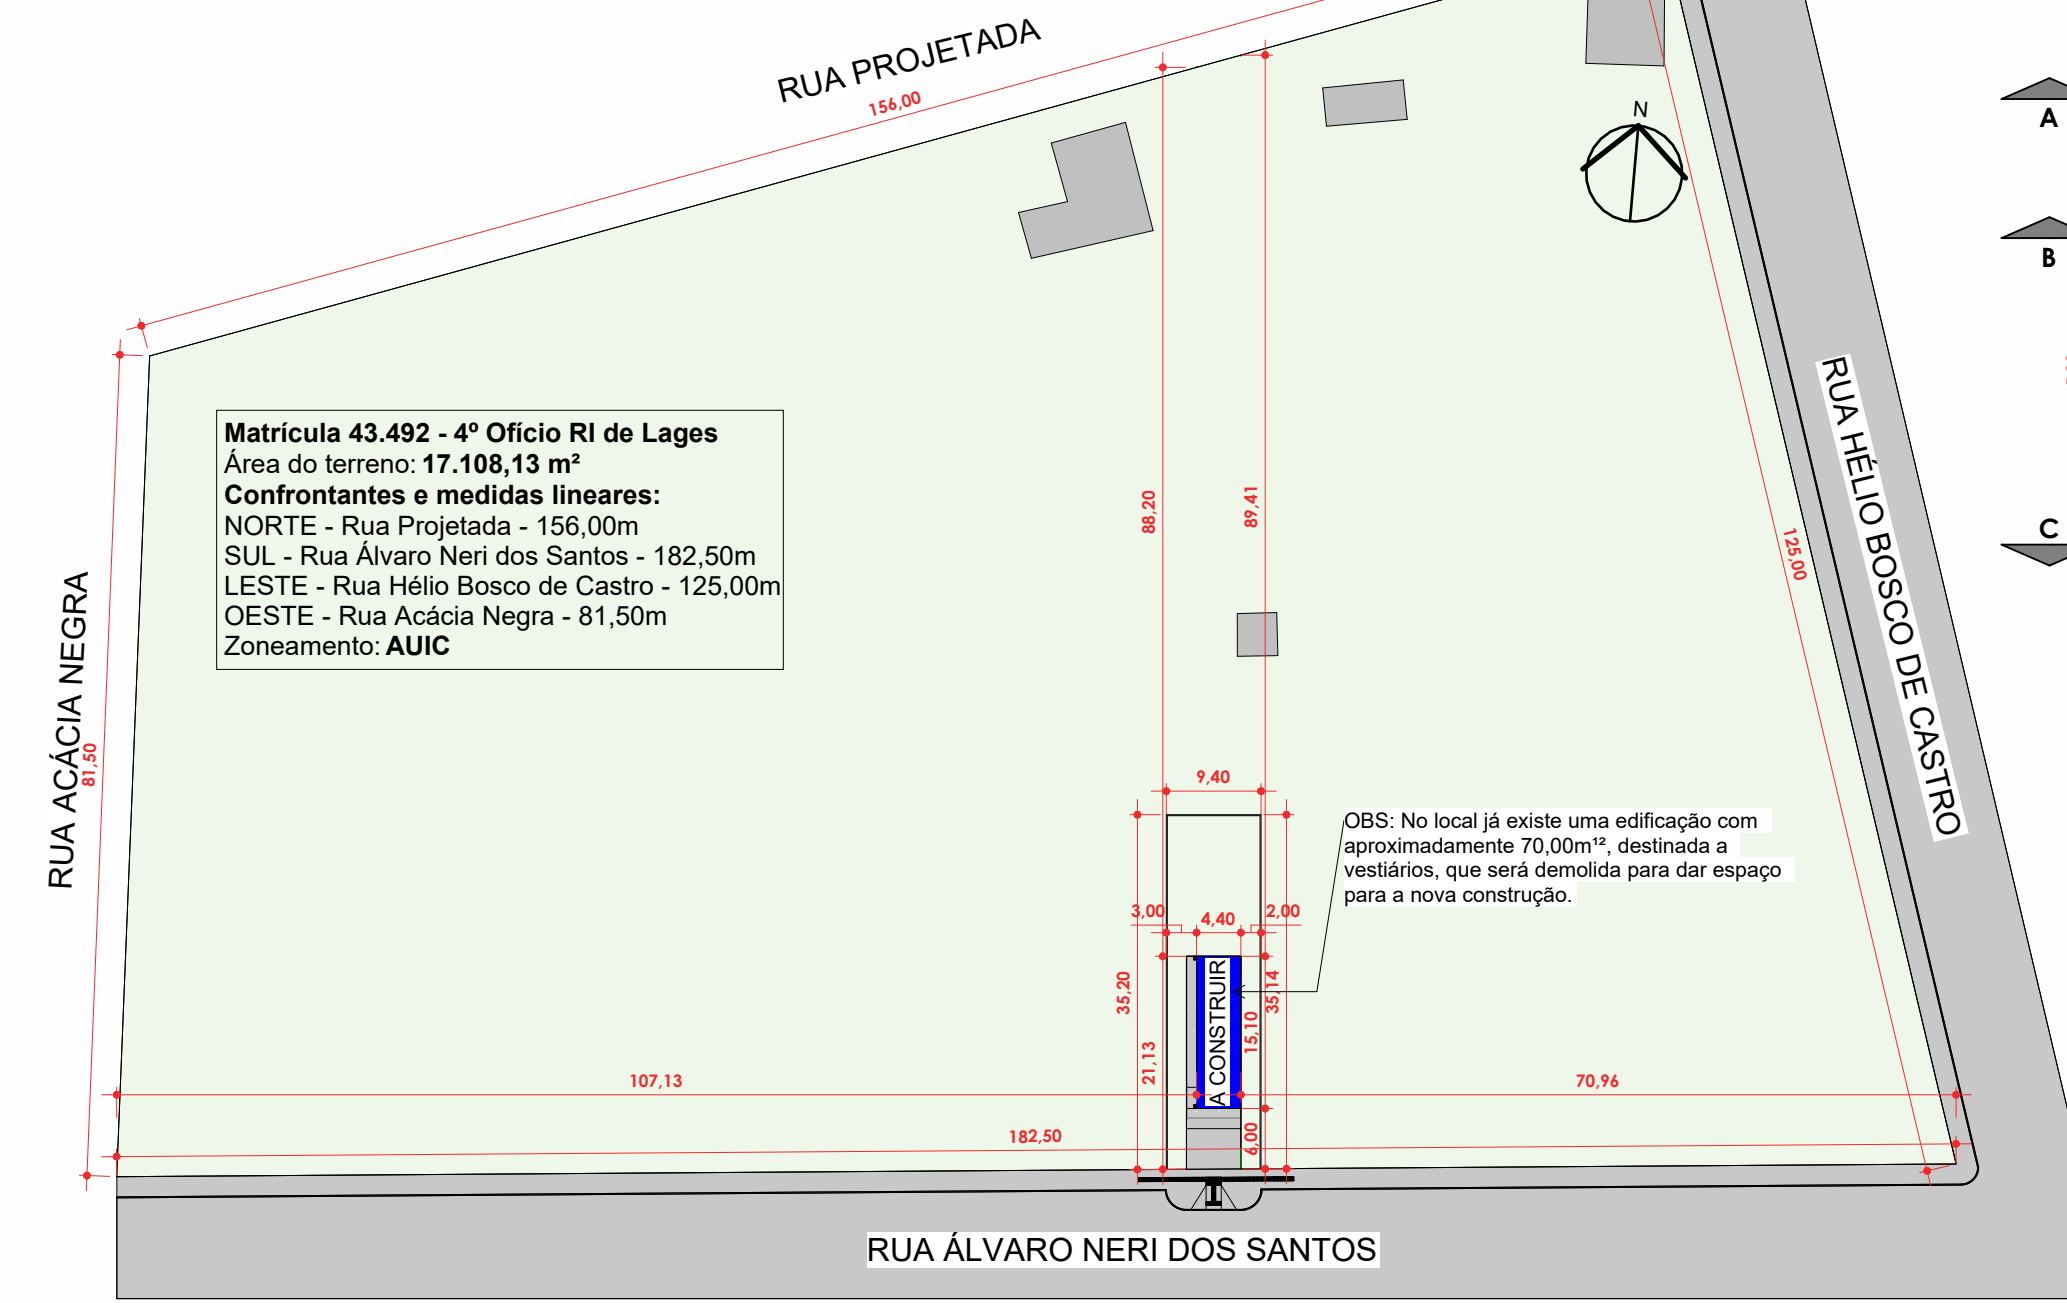 RUA PROJETADA
156,00
N
A
B
C
88,20
89,41
Matrícula 43.492 - 4º Ofício RI de Lages
Área do terreno: 17.108,13 m²
Confrontantes e medidas lineares:
NORTE - Rua Projetada - 156,00m
SUL - Rua Álvaro Neri dos Santos - 182,50m
LESTE - Rua Hélio Bosco de Castro - 125,00m
OESTE - Rua Acácia Negra - 81,50m
Zoneamento: AUIC
RUA HÉLIO BOSCO DE CASTRO
125,00
RUA ACÁCIA NEGRA
81,50
9,40
OBS: No local já existe uma edificação com
aproximadamente 70,00m¹², destinada a
vestiários, que será demolida para dar espaço
para a nova construção.
3,00
4,40
2,00
35,20
35,14
A CONSTRUIR
15,10
21,13
107,13
70,96
182,50
6,00
RUA ÁLVARO NERI DOS SANTOS